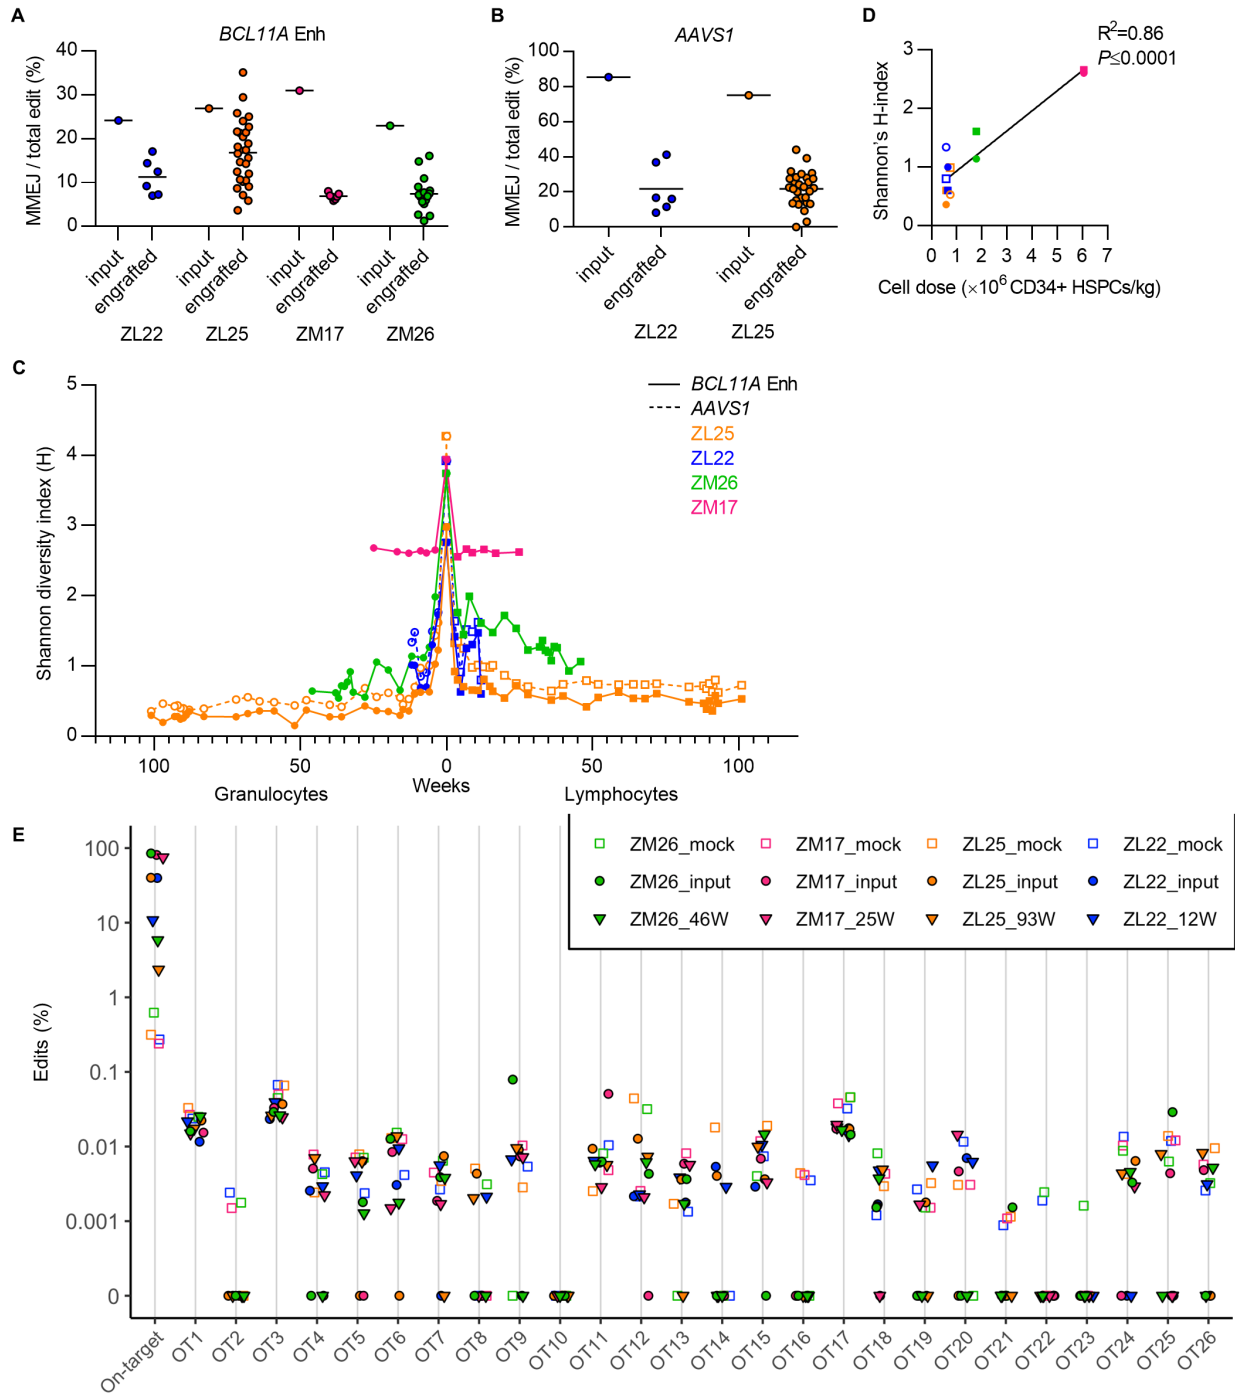 A
BCL11A Enh
MMEJ / total edit (%)
40
30
20
10
0
input
engrafted
input
engrafted
input
engrafted
input
engrafted
ZL22
ZL25
ZM17
ZM26
B
AAVS1
MMEJ / total edit (%)
100
80
60
40
20
0
input
engrafted
input
engrafted
ZL22
ZL25
D
R²=0.86
P≤0.0001
Shannon's H-index
3
2
1
0
0 1 2 3 4 5 6 7
Cell dose (×10⁶ CD34+ HSPCs/kg)
C
Shannon diversity index (H)
5
4
3
2
1
0
BCL11A Enh
AAVS1
ZL25
ZL22
ZM26
ZM17
100 50 0 50 100
Granulocytes Weeks Lymphocytes
E
Edits (%)
100
10
1
0.1
0.01
0.001
0
ZM26_mock ZM17_mock ZL25_mock ZL22_mock
ZM26_input ZM17_input ZL25_input ZL22_input
ZM26_46W ZM17_25W ZL25_93W ZL22_12W
On-target OT1 OT2 OT3 OT4 OT5 OT6 OT7 OT8 OT9 OT10 OT11 OT12 OT13 OT14 OT15 OT16 OT17 OT18 OT19 OT20 OT21 OT22 OT23 OT24 OT25 OT26